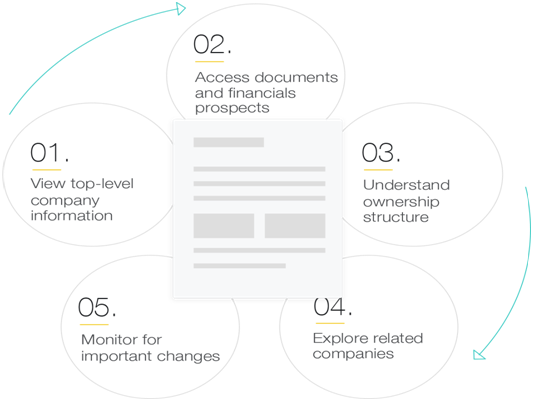 01.
View top-level
company
information
02.
Access documents
and financials
prospects
03.
Understand
ownership
structure
04.
Explore related
companies
05.
Monitor for
important changes